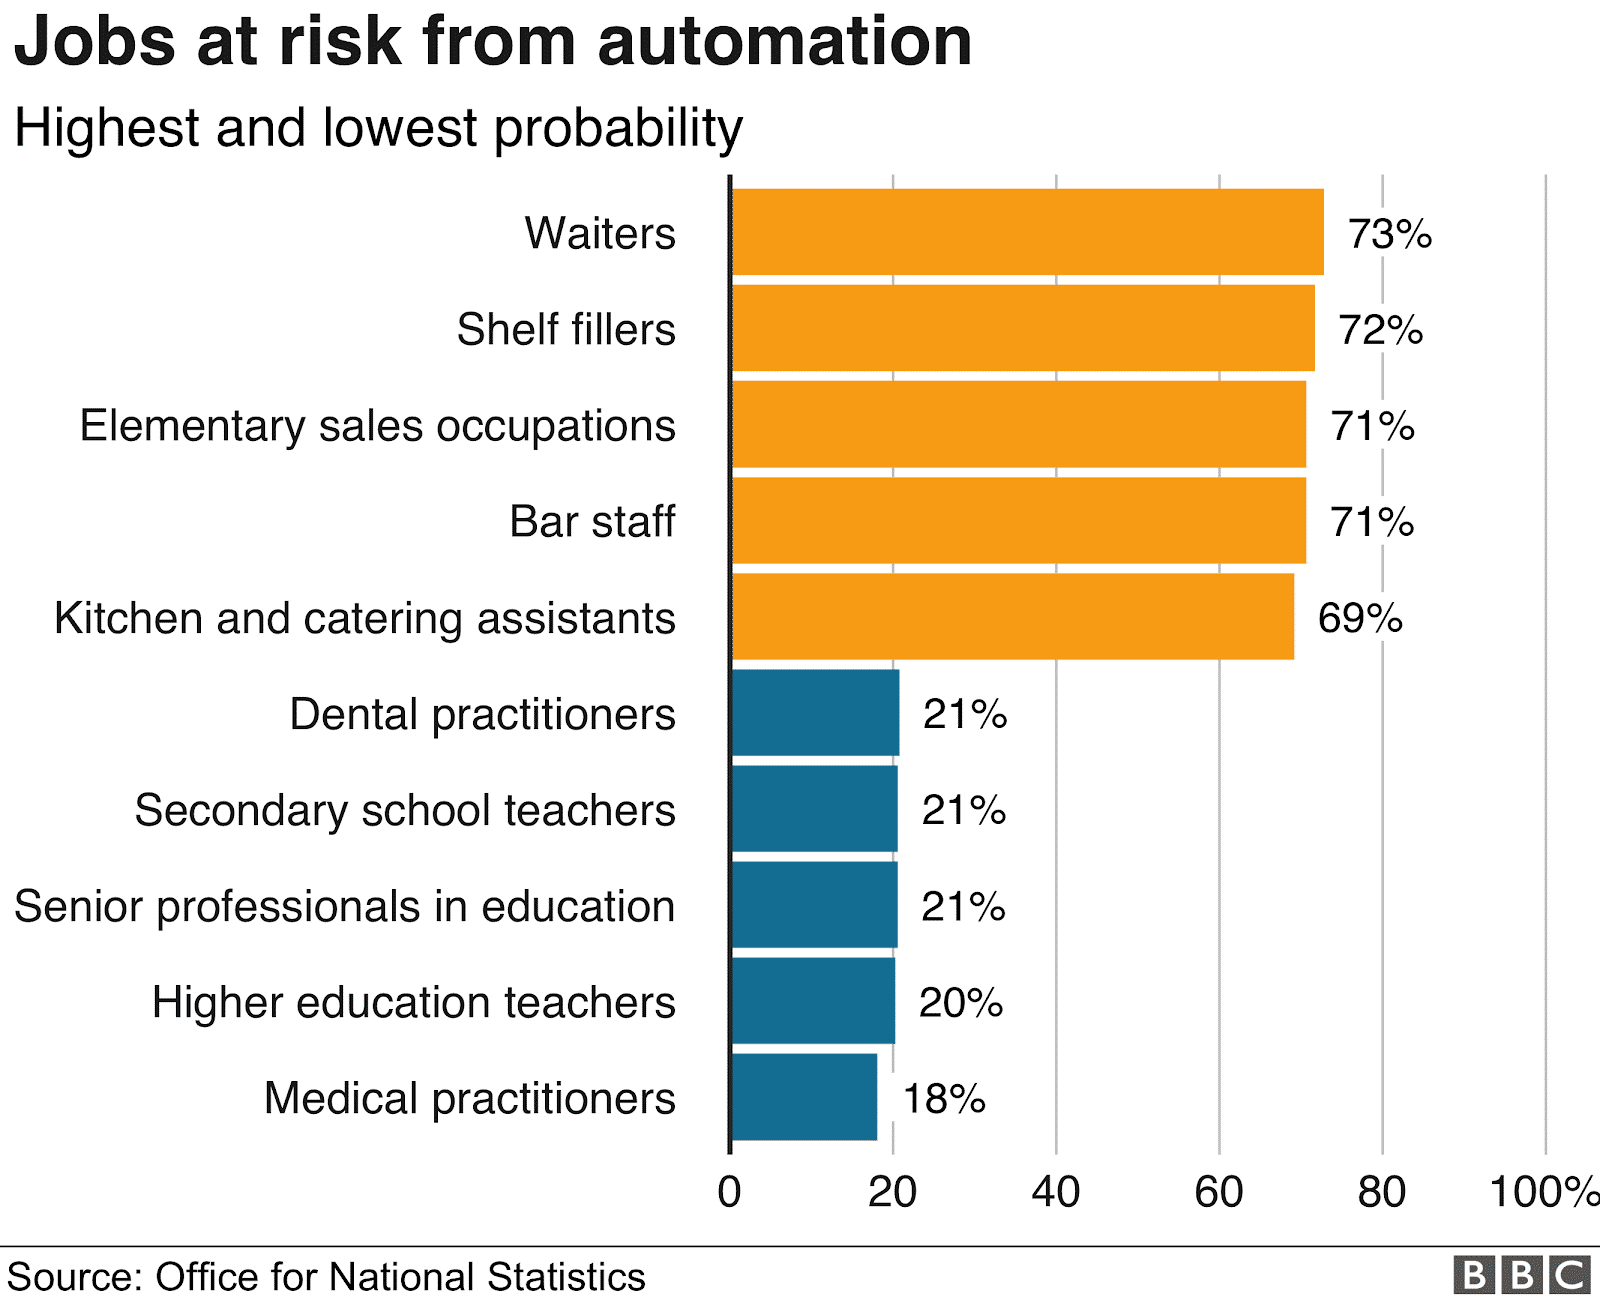 Jobs at risk from automation
Highest and lowest probability
Waiters 73%
Shelf fillers 72%
Elementary sales occupations 71%
Bar staff 71%
Kitchen and catering assistants 69%
Dental practitioners 21%
Secondary school teachers 21%
Senior professionals in education 21%
Higher education teachers 20%
Medical practitioners 18%
0 20 40 60 80 100%
Source: Office for National Statistics BBC